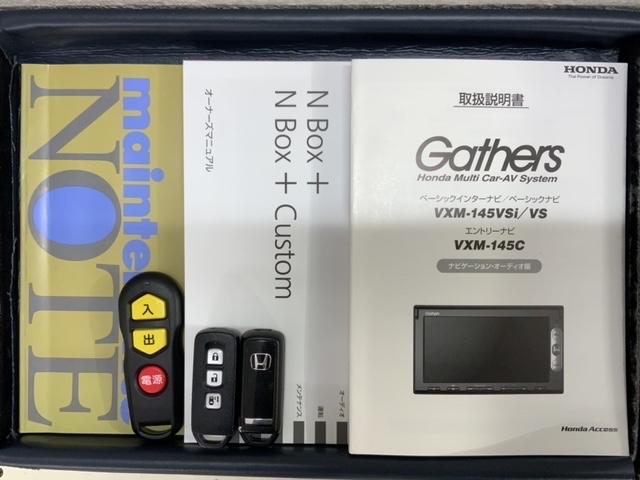 mainte
NOTE
N Box +
N Box + Custom
オーナーズマニュアル
オーディオ
運転
メンテナンス
HONDA
The Power of Dreams
取扱説明書
Gathers
Honda Multi Car-AV System
ベーシックインターナビ／ベーシックナビ
VXM-145VSi/VS
エントリーナビ
VXM-145C
ナビゲーション・オーディオ編
Gathers
Honda Access
入
出
電源